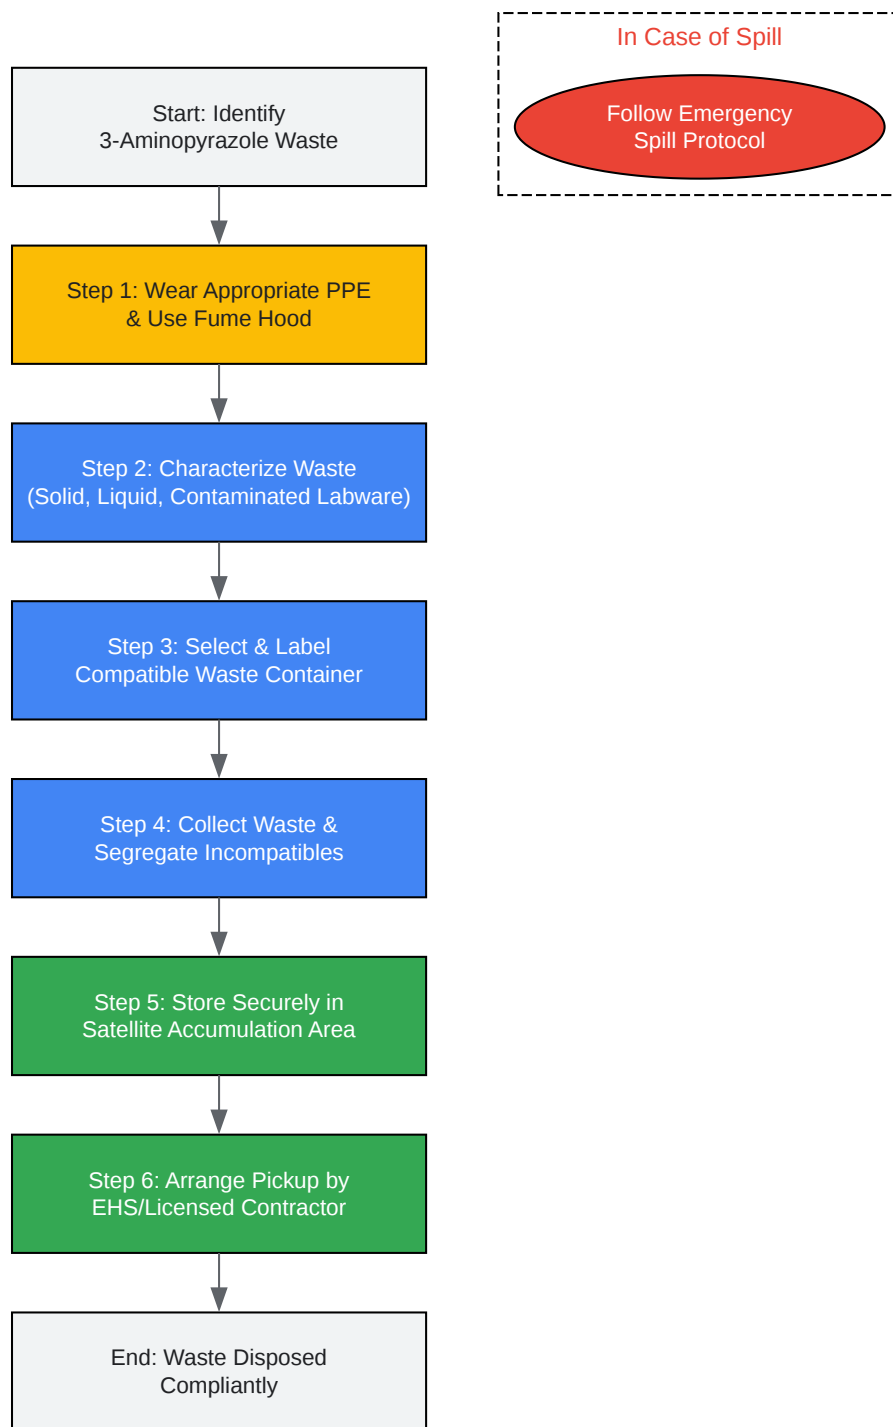 In Case of Spill
Follow Emergency
Spill Protocol
Start: Identify
3-Aminopyrazole Waste
Step 1: Wear Appropriate PPE
& Use Fume Hood
Step 2: Characterize Waste
(Solid, Liquid, Contaminated Labware)
Step 3: Select & Label
Compatible Waste Container
Step 4: Collect Waste &
Segregate Incompatibles
Step 5: Store Securely in
Satellite Accumulation Area
Step 6: Arrange Pickup by
EHS/Licensed Contractor
End: Waste Disposed
Compliantly